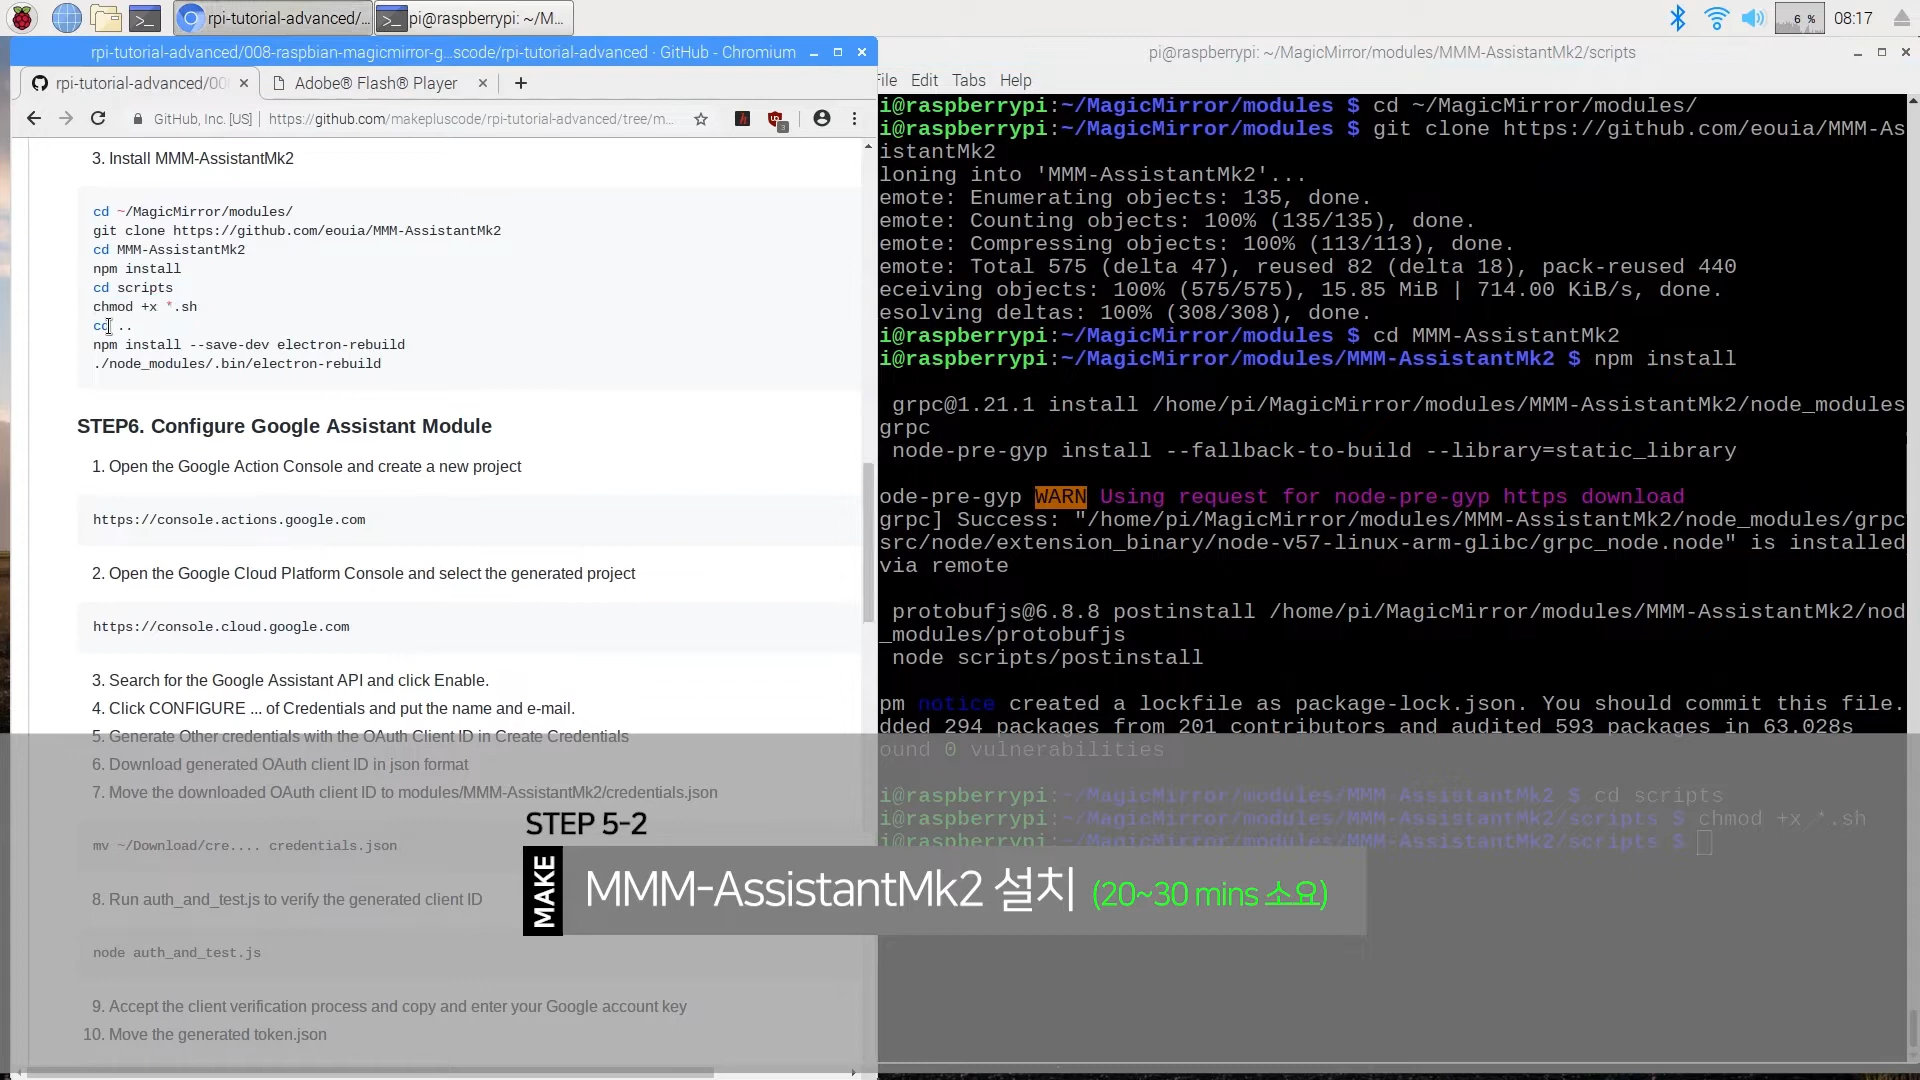 rpi-tutorial-advanced/...
pi@raspberrypi: ~/M...
6 %
08:17
rpi-tutorial-advanced/008-raspbian-magicmirror-g...scode/rpi-tutorial-advanced · GitHub - Chromium
rpi-tutorial-advanced/00
Adobe® Flash® Player
GitHub, Inc. [US]
https://github.com/makepluscode/rpi-tutorial-advanced/tree/m...
3. Install MMM-AssistantMk2
cd ~/MagicMirror/modules/
git clone https://github.com/eouia/MMM-AssistantMk2
cd MMM-AssistantMk2
npm install
cd scripts
chmod +x *.sh
cd ..
npm install --save-dev electron-rebuild
./node_modules/.bin/electron-rebuild
STEP6. Configure Google Assistant Module
1. Open the Google Action Console and create a new project
https://console.actions.google.com
2. Open the Google Cloud Platform Console and select the generated project
https://console.cloud.google.com
3. Search for the Google Assistant API and click Enable.
4. Click CONFIGURE ... of Credentials and put the name and e-mail.
5. Generate Other credentials with the OAuth Client ID in Create Credentials
6. Download generated OAuth client ID in json format
7. Move the downloaded OAuth client ID to modules/MMM-AssistantMk2/credentials.json
mv ~/Download/cre.... credentials.json
8. Run auth_and_test.js to verify the generated client ID
node auth_and_test.js
9. Accept the client verification process and copy and enter your Google account key
10. Move the generated token.json
pi@raspberrypi: ~/MagicMirror/modules/MMM-AssistantMk2/scripts
ile Edit Tabs Help
i@raspberrypi:~/MagicMirror/modules $ cd ~/MagicMirror/modules/
i@raspberrypi:~/MagicMirror/modules $ git clone https://github.com/eouia/MMM-As
istantMk2
loning into 'MMM-AssistantMk2'...
emote: Enumerating objects: 135, done.
emote: Counting objects: 100% (135/135), done.
emote: Compressing objects: 100% (113/113), done.
emote: Total 575 (delta 47), reused 82 (delta 18), pack-reused 440
eceiving objects: 100% (575/575), 15.85 MiB | 714.00 KiB/s, done.
esolving deltas: 100% (308/308), done.
i@raspberrypi:~/MagicMirror/modules $ cd MMM-AssistantMk2
i@raspberrypi:~/MagicMirror/modules/MMM-AssistantMk2 $ npm install
grpc@1.21.1 install /home/pi/MagicMirror/modules/MMM-AssistantMk2/node_modules
grpc
node-pre-gyp install --fallback-to-build --library=static_library
ode-pre-gyp WARN Using request for node-pre-gyp https download
grpc] Success: "/home/pi/MagicMirror/modules/MMM-AssistantMk2/node_modules/grpc
src/node/extension_binary/node-v57-linux-arm-glibc/grpc_node.node" is installed
via remote
protobufjs@6.8.8 postinstall /home/pi/MagicMirror/modules/MMM-AssistantMk2/nod
_modules/protobufjs
node scripts/postinstall
pm notice created a lockfile as package-lock.json. You should commit this file.
dded 294 packages from 201 contributors and audited 593 packages in 63.028s
ound 0 vulnerabilities
i@raspberrypi:~/MagicMirror/modules/MMM-AssistantMk2 $ cd scripts
i@raspberrypi:~/MagicMirror/modules/MMM-AssistantMk2/scripts $ chmod +x *.sh
i@raspberrypi:~/MagicMirror/modules/MMM-AssistantMk2/scripts $
STEP 5-2
MAKE
MMM-AssistantMk2 설치 (20~30 mins 소요)